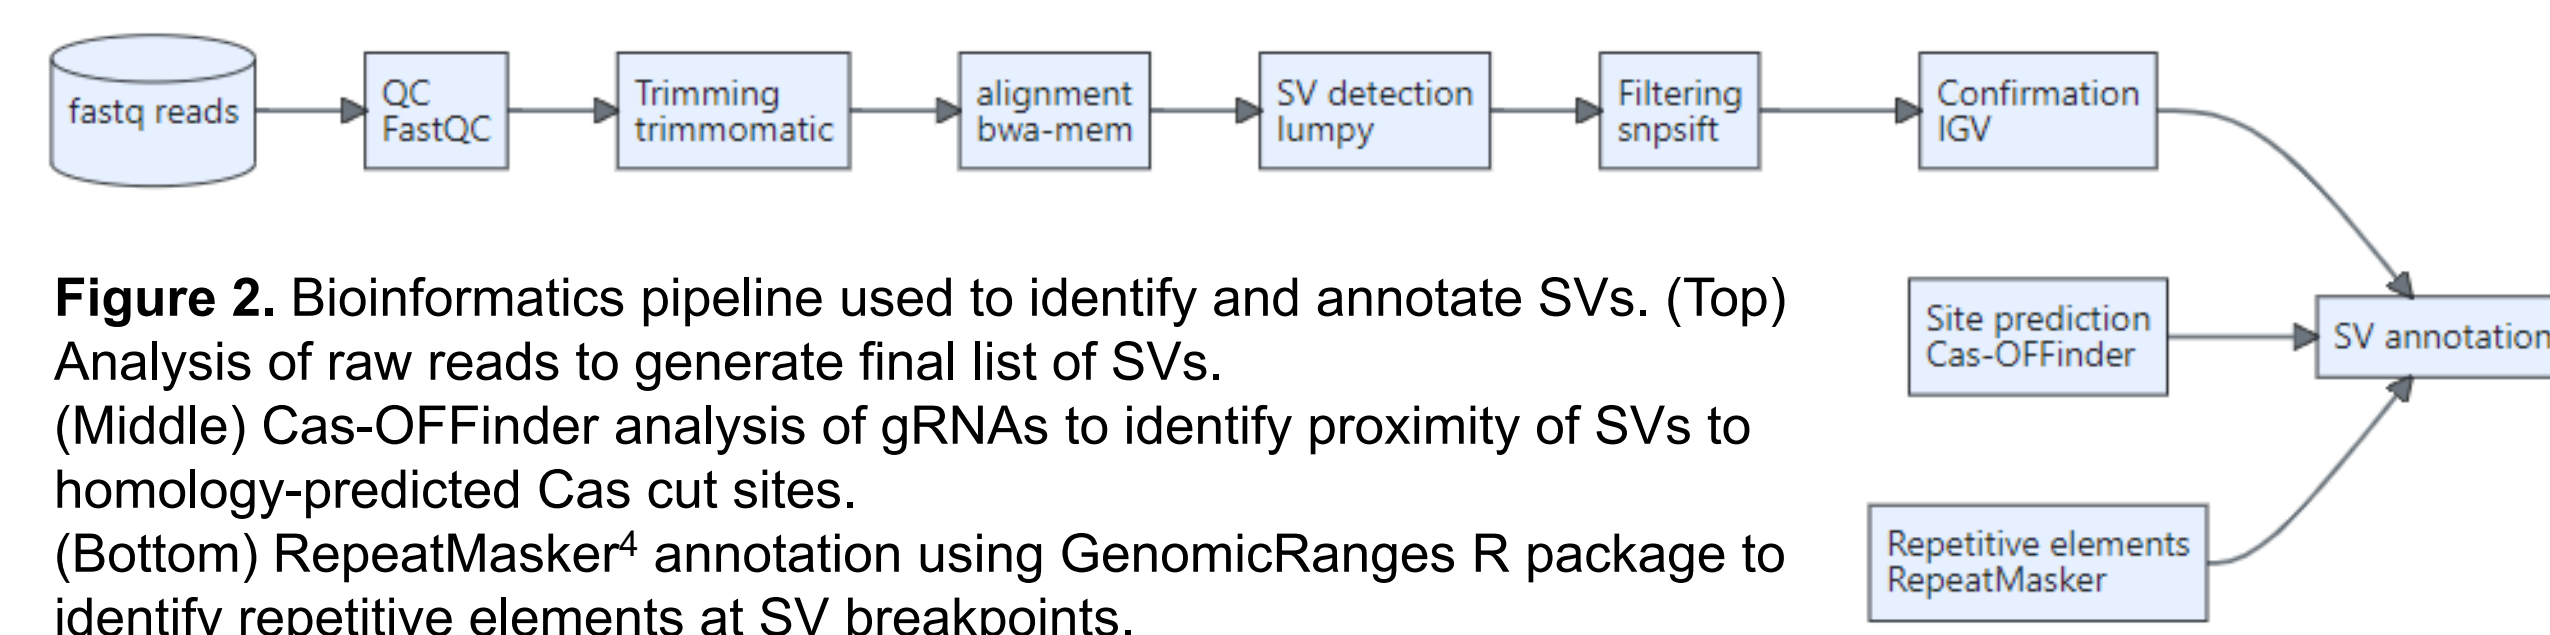 fastq reads
QC
FastQC
Trimming
trimmomatic
alignment
bwa-mem
SV detection
lumpy
Filtering
snpsift
Confirmation
IGV
Figure 2. Bioinformatics pipeline used to identify and annotate SVs. (Top)
Analysis of raw reads to generate final list of SVs.
(Middle) Cas-OFFinder analysis of gRNAs to identify proximity of SVs to
homology-predicted Cas cut sites.
(Bottom) RepeatMasker⁴ annotation using GenomicRanges R package to
identify repetitive elements at SV breakpoints.
Site prediction
Cas-OFFinder
SV annotation
Repetitive elements
RepeatMasker